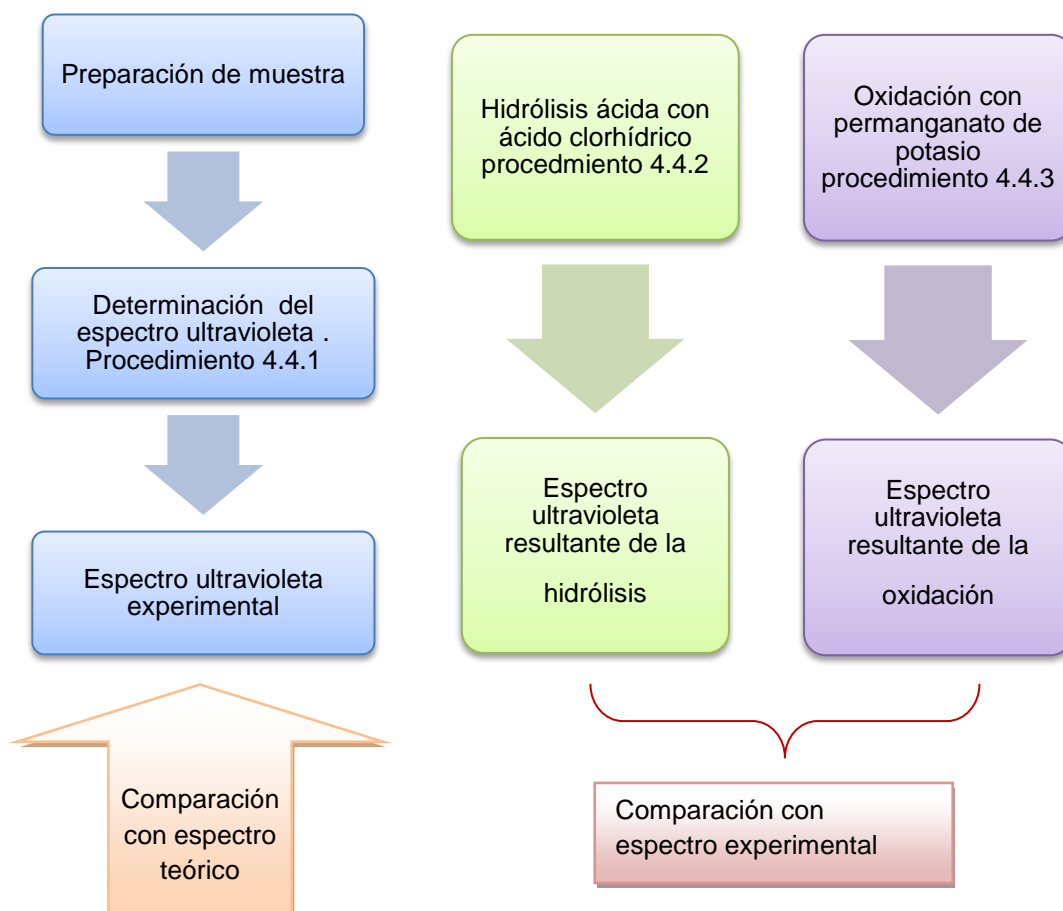 Preparación de muestra
Determinación del
espectro ultravioleta .
Procedimiento 4.4.1
Espectro ultravioleta
experimental
Comparación
con espectro
teórico
Hidrólisis ácida con
ácido clorhídrico
procedmiento 4.4.2
Espectro
ultravioleta
resultante de la
hidrólisis
Oxidación con
permanganato de
potasio
procedimiento 4.4.3
Espectro
ultravioleta
resultante de la
oxidación
Comparación con
espectro experimental